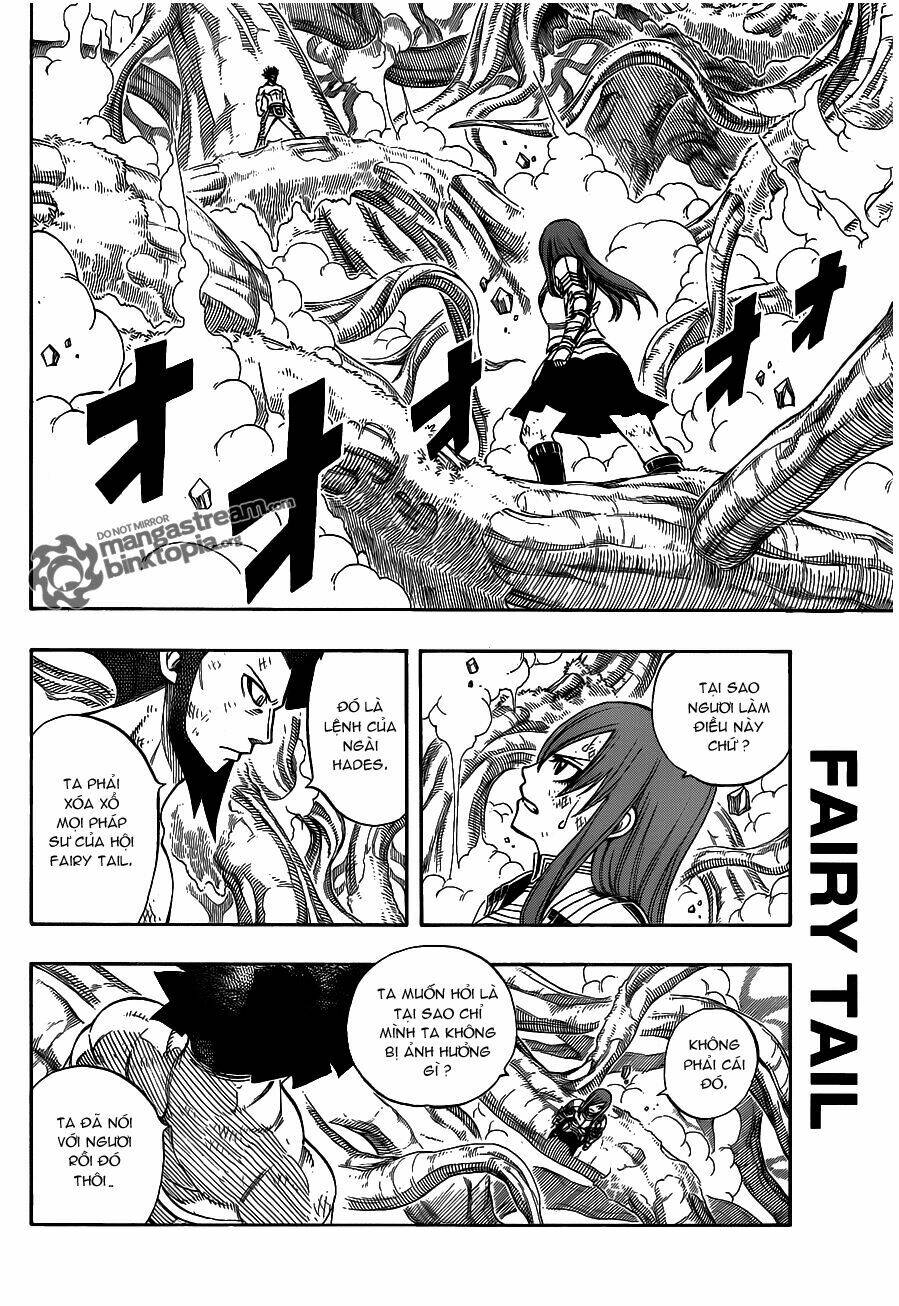 オオオオオ
DO NOT MIRROR
mangastream.com
binktopia.org
TẠI SAO
NGƯƠI LÀM
ĐIỀU NÀY
CHỨ?
ĐÓ LÀ
LỆNH CỦA
NGÀI
HADES.
TA PHẢI
XÓA XỔ
MỌI PHÁP
SƯ CỦA HỘI
FAIRY TAIL.
FAIRY TAIL
KHÔNG
PHẢI CÁI
ĐÓ.
TA MUỐN HỎI LÀ
TẠI SAO CHỈ
MÌNH TA KHÔNG
BỊ ẢNH HƯỞNG
GÌ?
TA ĐÃ NÓI
VỚI NGƯƠI
RỒI ĐÓ
THÔI..